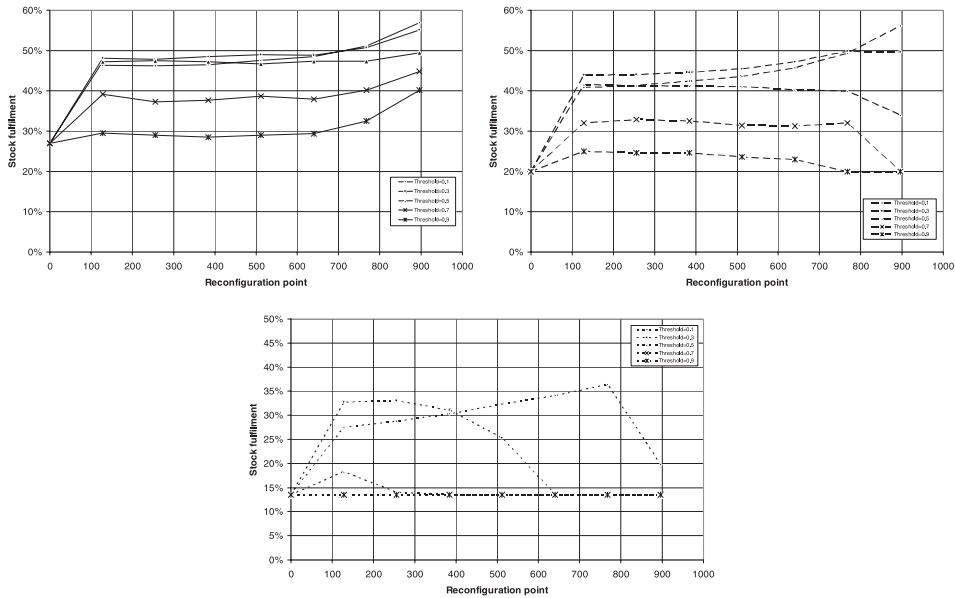 60%
50%
40%
30%
20%
10%
0%
Stock fulfilment
0 100 200 300 400 500 600 700 800 900 1000
Reconfiguration point
Threshold=0.1
Threshold=0.3
Threshold=0.5
Threshold=0.7
Threshold=0.9
60%
50%
40%
30%
20%
10%
0%
Stock fulfilment
0 100 200 300 400 500 600 700 800 900 1000
Reconfiguration point
Threshold=0.1
Threshold=0.3
Threshold=0.5
Threshold=0.7
Threshold=0.9
50%
45%
40%
35%
30%
25%
20%
15%
10%
5%
0%
Stock fulfilment
0 100 200 300 400 500 600 700 800 900 1000
Reconfiguration point
Threshold=0.1
Threshold=0.3
Threshold=0.5
Threshold=0.7
Threshold=0.9